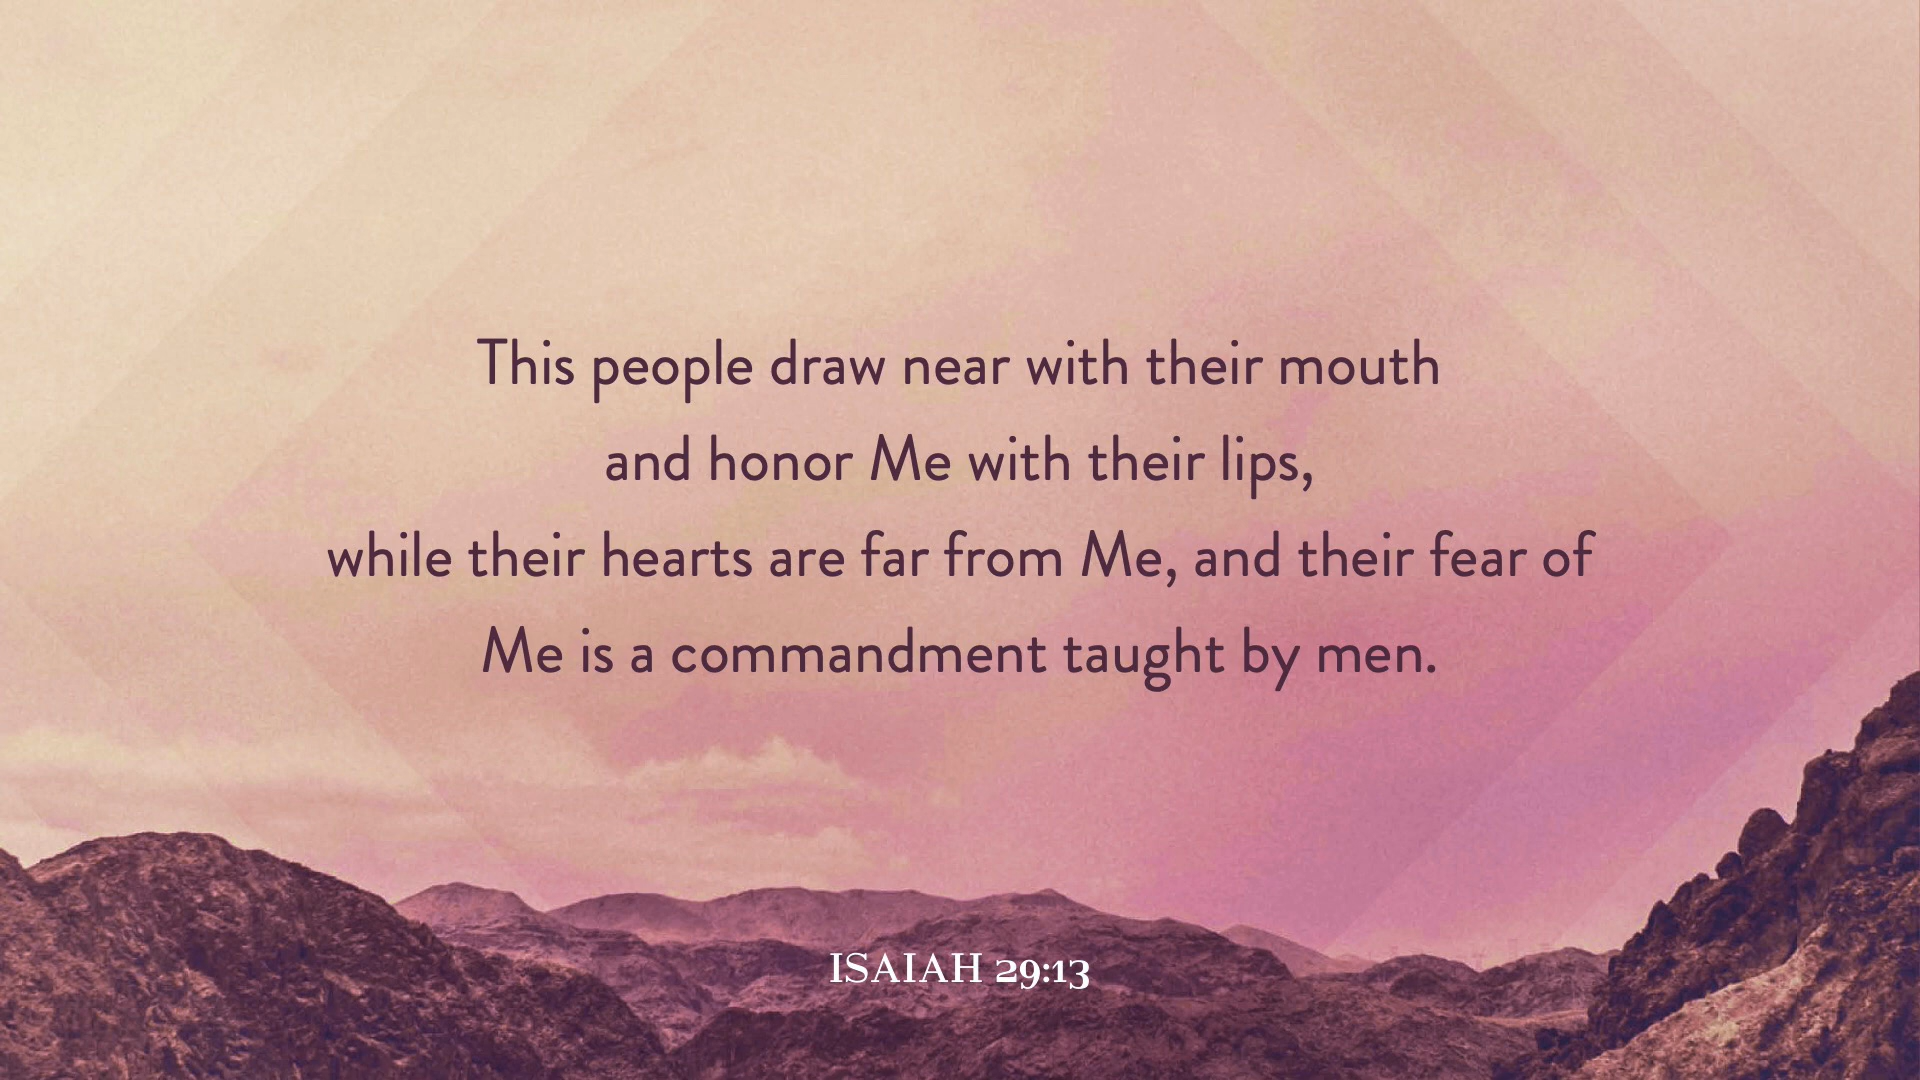 This people draw near with their mouth
and honor Me with their lips,
while their hearts are far from Me, and their fear of
Me is a commandment taught by men.
ISAIAH 29:13